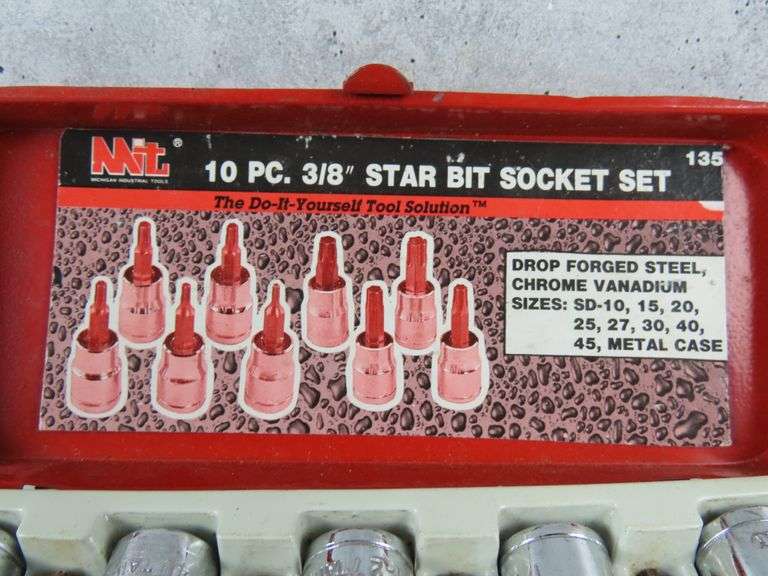 MIT ®
MICHIGAN INDUSTRIAL TOOLS
10 PC. 3/8" STAR BIT SOCKET SET
135
The Do-It-Yourself Tool Solution™
DROP FORGED STEEL,
CHROME VANADIUM
SIZES: SD-10, 15, 20,
25, 27, 30, 40,
45, METAL CASE